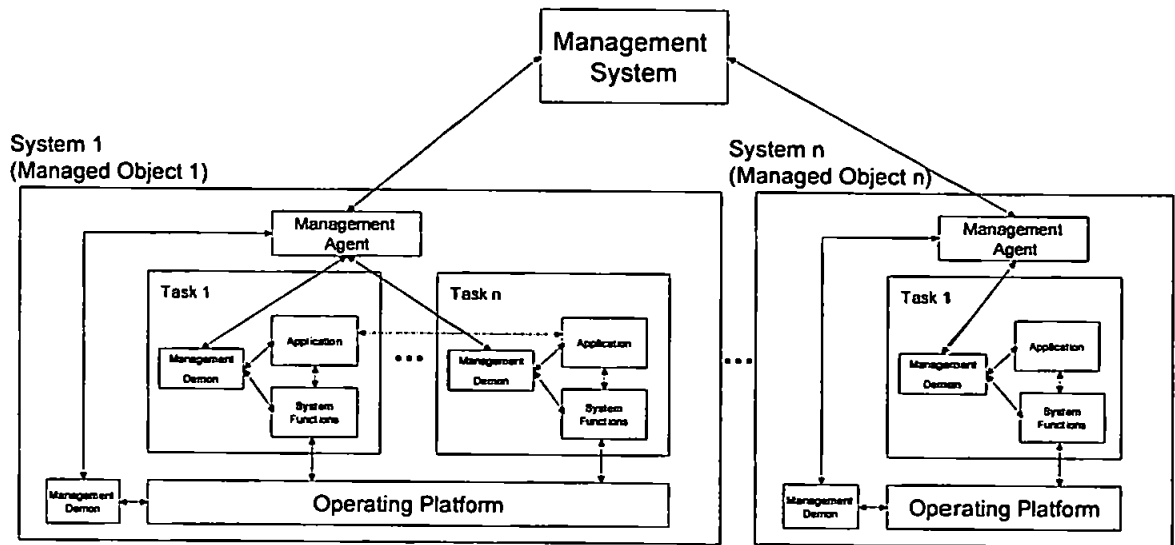 Management
System
System 1
(Managed Object 1)
System n
(Managed Object n)
Management
Agent
Task 1
Application
Management
Demon
System
Functions
•••
Task n
Application
Management
Demon
System
Functions
Management
Demon
Operating Platform
•••
Management
Agent
Task 1
Application
Management
Demon
System
Functions
Management
Demon
Operating Platform